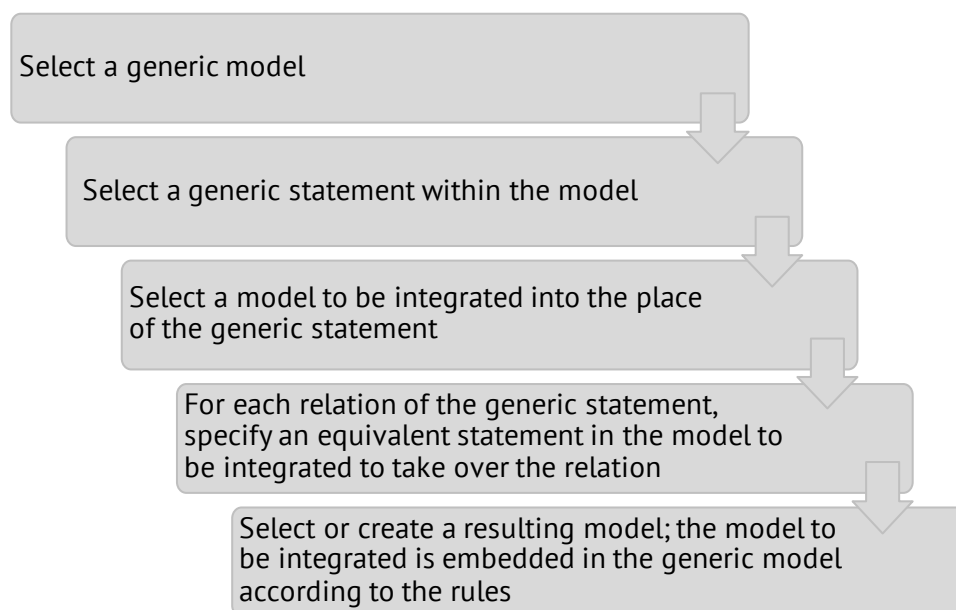 Select a generic model
Select a generic statement within the model
Select a model to be integrated into the place
of the generic statement
For each relation of the generic statement,
specify an equivalent statement in the model to
be integrated to take over the relation
Select or create a resulting model; the model to
be integrated is embedded in the generic model
according to the rules